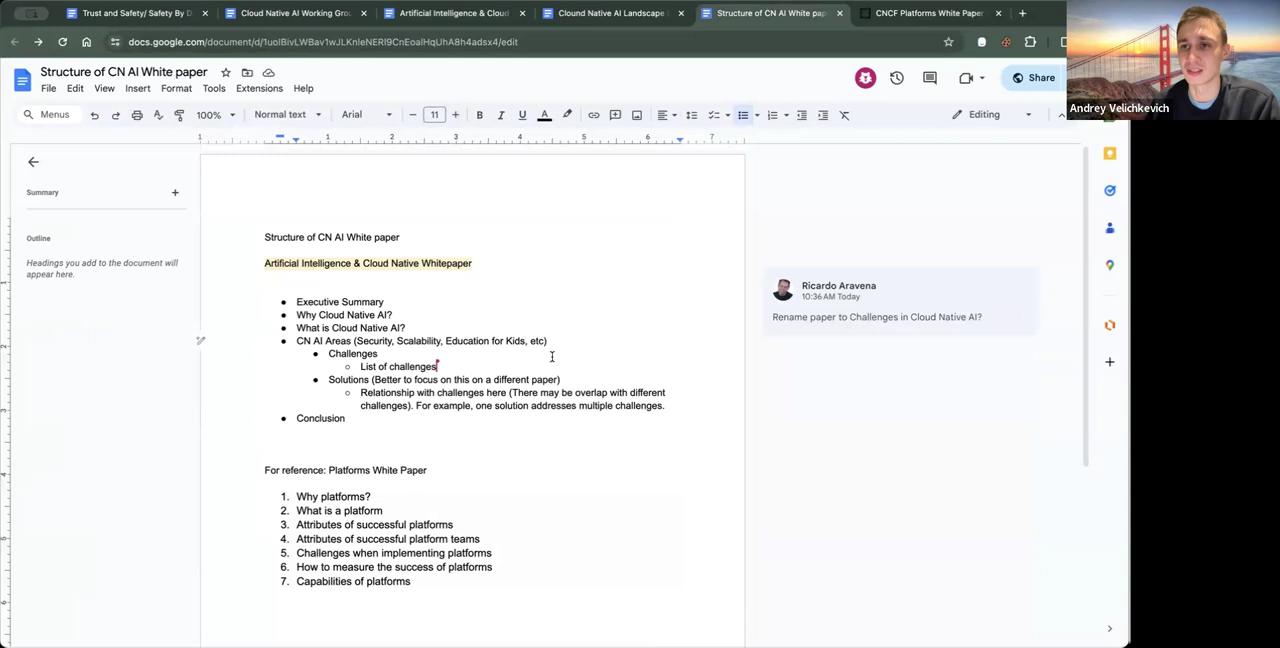 Trust and Safety/ Safety By D
Cloud Native AI Working Gro
Artificial Intelligence & Cloud
Clound Native AI Landscape
Structure of CN AI White pa
CNCF Platforms White Paper
docs.google.com/document/d/1uoIBivLWBav1wJLKnleNERI9CnEoalHqUhA8h4adsx4/edit
Andrey Velichkevich
Structure of CN AI White paper
File Edit View Insert Format Tools Extensions Help
Share
Menus 100% Normal text Arial 11 B I U A Editing
1 1 2 3 4 5 6 7
Summary
Outline
Headings you add to the document will
appear here.
Structure of CN AI White paper
Artificial Intelligence & Cloud Native Whitepaper
● Executive Summary
● Why Cloud Native AI?
● What is Cloud Native AI?
● CN AI Areas (Security, Scalability, Education for Kids, etc)
● Challenges
○ List of challenges
● Solutions (Better to focus on this on a different paper)
○ Relationship with challenges here (There may be overlap with different
challenges). For example, one solution addresses multiple challenges.
● Conclusion
For reference: Platforms White Paper
1. Why platforms?
2. What is a platform
3. Attributes of successful platforms
4. Attributes of successful platform teams
5. Challenges when implementing platforms
6. How to measure the success of platforms
7. Capabilities of platforms
Ricardo Aravena
10:36 AM Today
Rename paper to Challenges in Cloud Native AI?